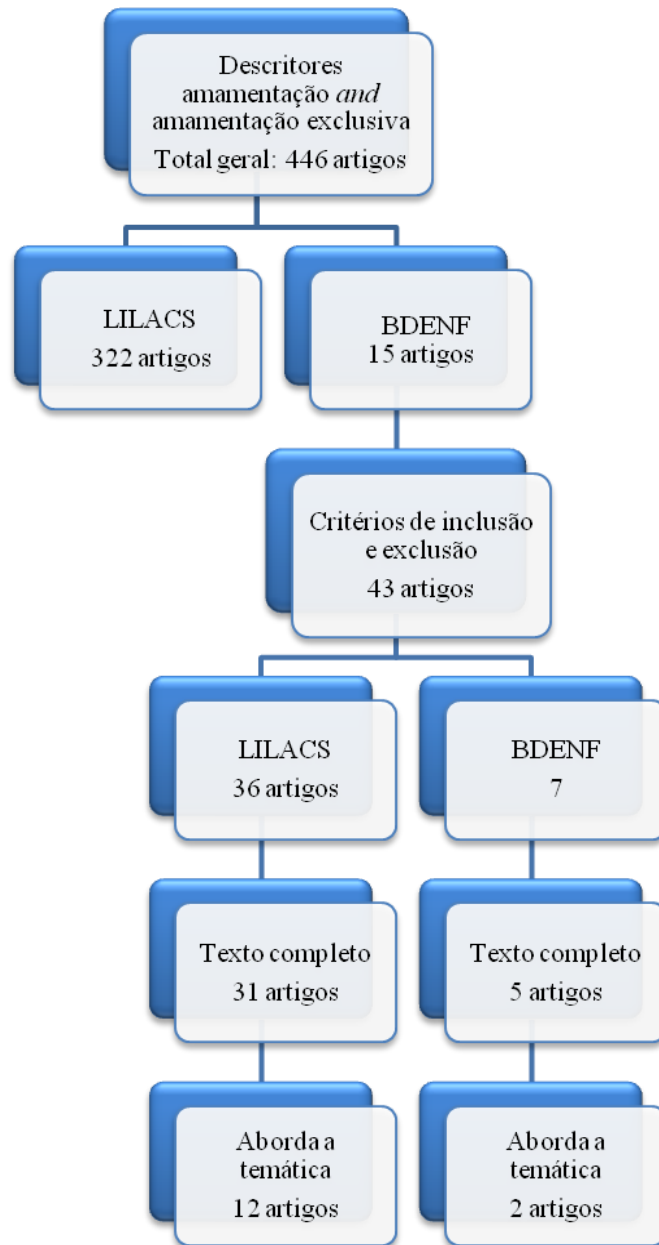 Descritores
amamentação and
amamentação exclusiva
Total geral: 446 artigos
LILACS
322 artigos
BDENF
15 artigos
Critérios de inclusão
e exclusão
43 artigos
LILACS
36 artigos
BDENF
7
Texto completo
31 artigos
Texto completo
5 artigos
Aborda a
temática
12 artigos
Aborda a
temática
2 artigos